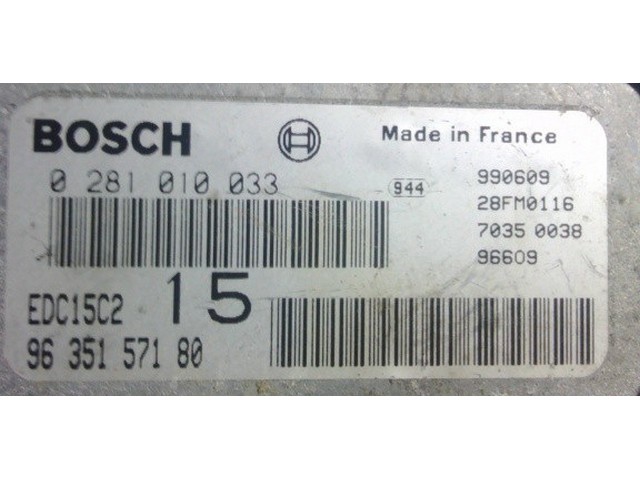 BOSCH
Made in France
0 281 010 033
944
990609
28FM0116
7035 0038
96609
EDC15C2
15
96 351 571 80